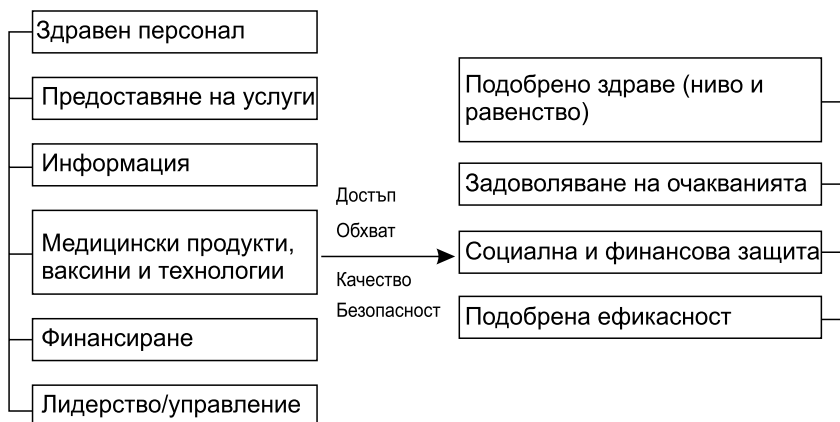 Здравен персонал
Предоставяне на услуги
Информация
Медицински продукти,
ваксини и технологии
Финансиране
Лидерство/управление
Достъп
Обхват
Качество
Безопасност
Подобрено здраве (ниво и
равенство)
Задоволяване на очакванията
Социална и финансова защита
Подобрена ефикасност